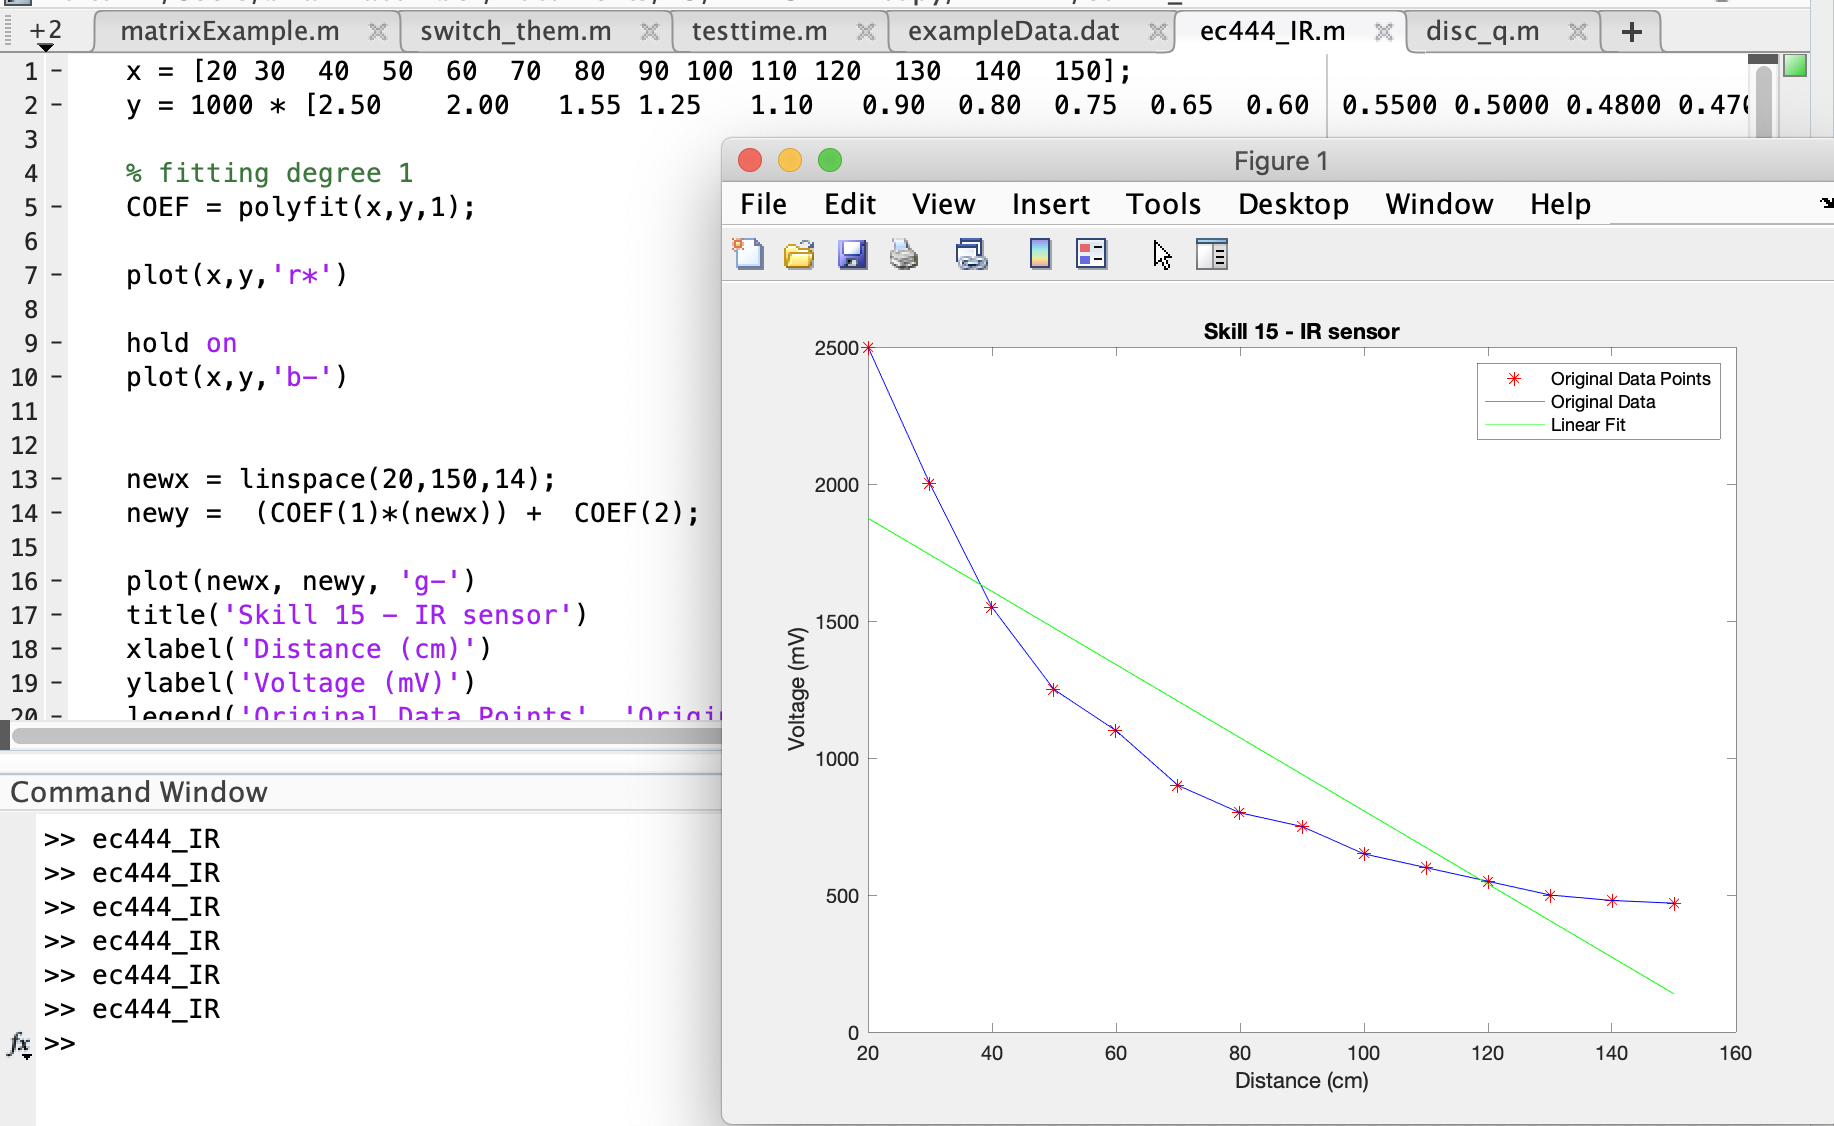 +2 matrixExample.m switch_them.m testtime.m exampleData.dat ec444_IR.m disc_q.m +
1 - x = [20 30 40 50 60 70 80 90 100 110 120 130 140 150];
2 - y = 1000 * [2.50 2.00 1.55 1.25 1.10 0.90 0.80 0.75 0.65 0.60 0.5500 0.5000 0.4800
3
4 % fitting degree 1
5 - COEF = polyfit(x,y,1);
6
7 - plot(x,y,'r*')
8
9 - hold on
10 - plot(x,y,'b-')
11
12
13 - newx = linspace(20,150,14);
14 - newy = (COEF(1)*(newx)) + COEF(2);
15
16 - plot(newx, newy, 'g-')
17 - title('Skill 15 - IR sensor')
18 - xlabel('Distance (cm)')
19 - ylabel('Voltage (mV)')
20 - legend('Original Data Points'
Command Window
>> ec444_IR
>> ec444_IR
>> ec444_IR
>> ec444_IR
>> ec444_IR
>> ec444_IR
fx >>
Figure 1
File Edit View Insert Tools Desktop Window Help
Skill 15 - IR sensor
Original Data Points
Original Data
Linear Fit
2500
2000
1500
1000
500
0
Voltage (mV)
20 40 60 80 100 120 140 160
Distance (cm)